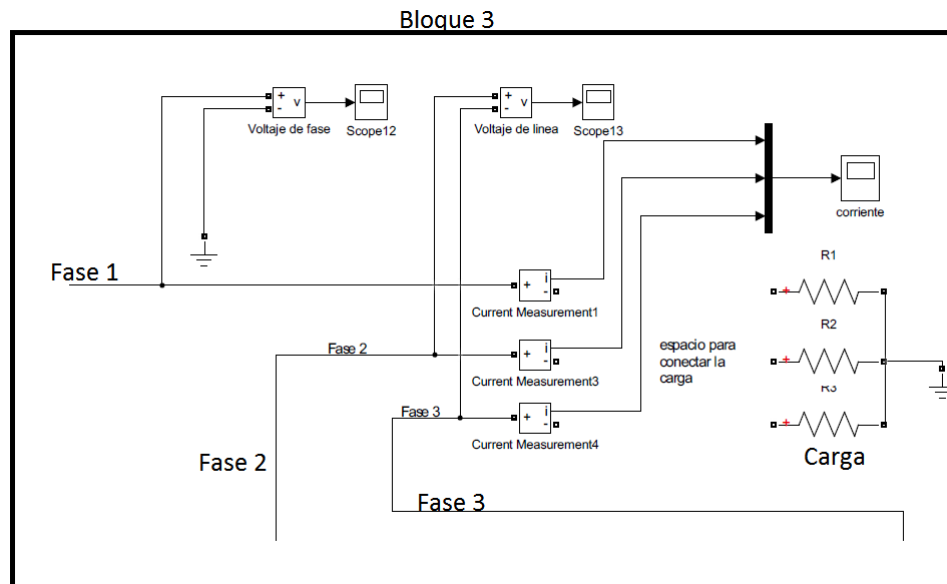 Bloque 3
+
-
v
Voltaje de fase
Scope12
+
-
v
Voltaje de linea
Scope13
corriente
Fase 1
+
i
-
Current Measurement1
Fase 2
+
i
-
Current Measurement3
Fase 3
+
i
-
Current Measurement4
espacio para
conectar la
carga
R1
+
R2
+
R3
+
Carga
Fase 2
Fase 3